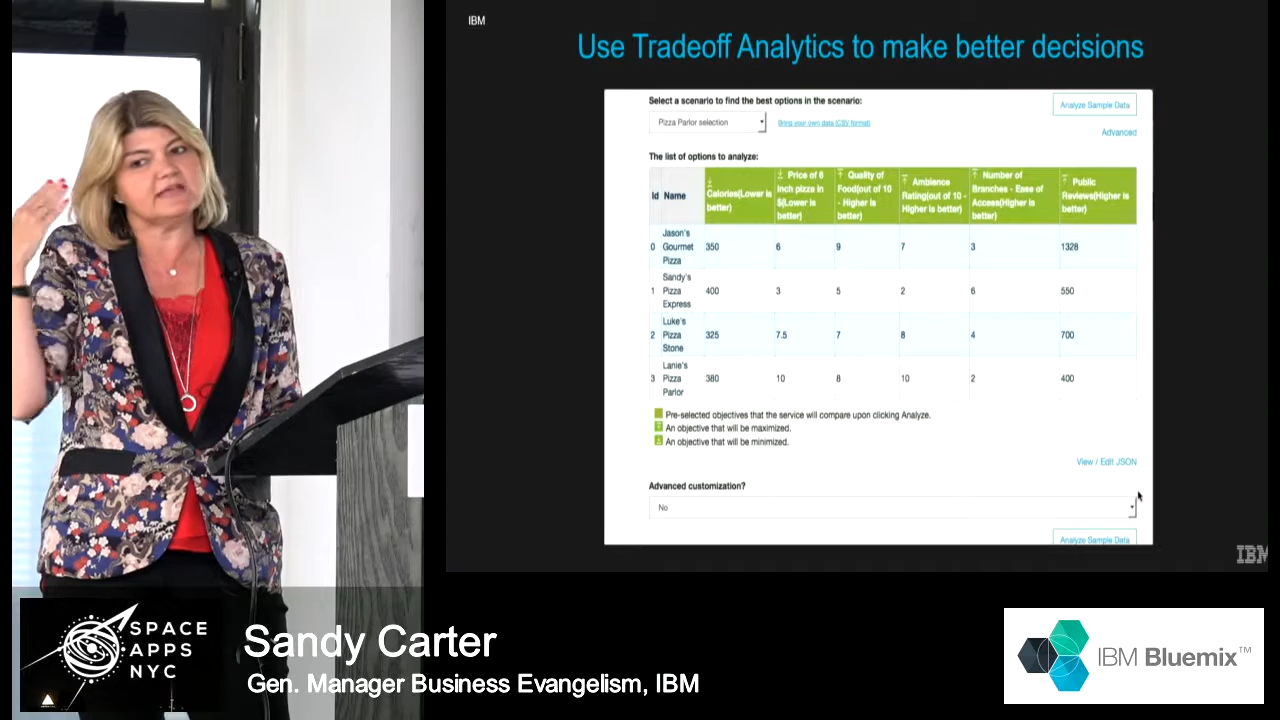 IBM
Use Tradeoff Analytics to make better decisions
Select a scenario to find the best options in the scenario:
Analyze Sample Data
Pizza Parlor selection
Bring your own data (CSV format)
Advanced
The list of options to analyze:
Id Name Calories(Lower is better) Price of 6 inch pizza in $(Lower is better) Quality of Food(out of 10 - Higher is better) Ambience Rating(out of 10 - Higher is better) Number of Branches - Ease of Access(Higher is better) Public Reviews(Higher is better)
0 Jason's Gourmet Pizza 350 6 9 7 3 1328
1 Sandy's Pizza Express 400 3 5 2 6 550
2 Luke's Pizza Stone 325 7.5 7 8 4 700
3 Lanie's Pizza Parlor 380 10 8 10 2 400
Pre-selected objectives that the service will compare upon clicking Analyze.
An objective that will be maximized.
An objective that will be minimized.
View / Edit JSON
Advanced customization?
No
Analyze Sample Data
IBM
SPACE
APPS
NYC
Sandy Carter
Gen. Manager Business Evangelism, IBM
IBM Bluemix™